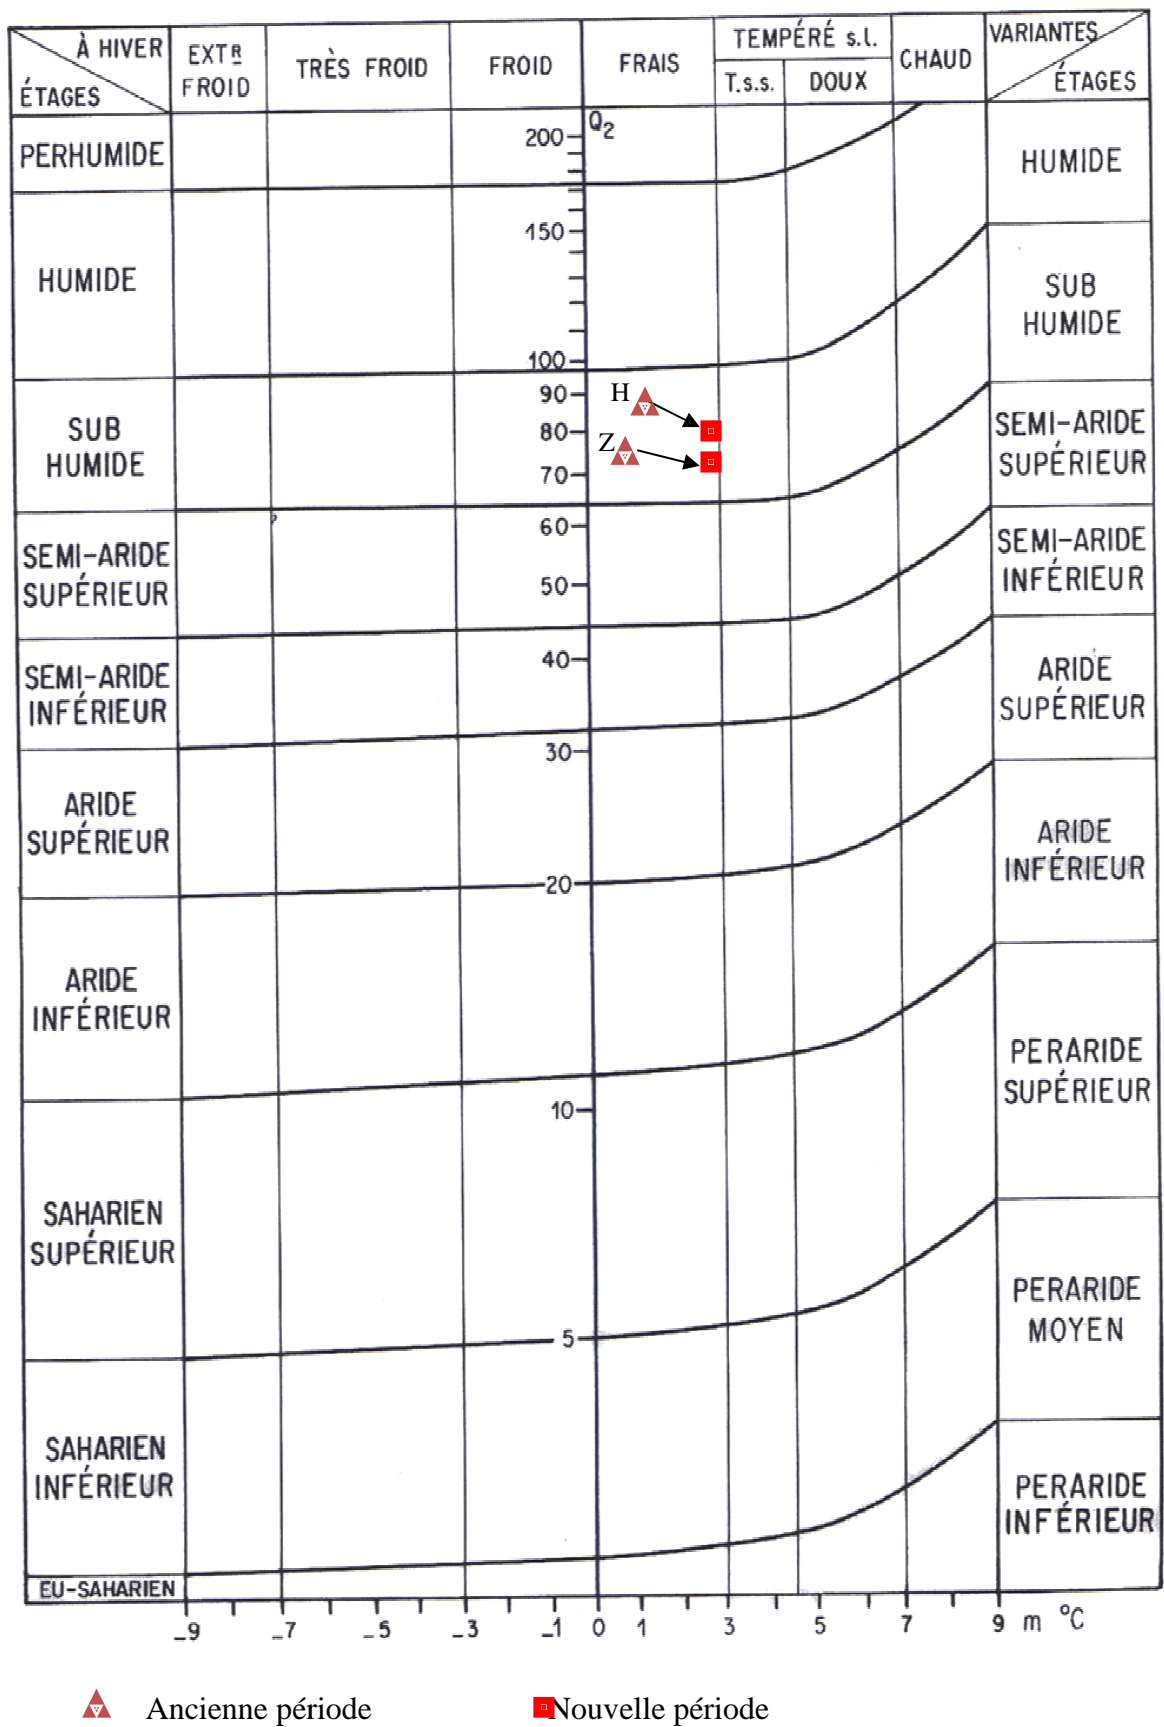 À HIVER
ÉTAGES
EXTR
FROID
TRÈS FROID
FROID
FRAIS
TEMPÉRÉ s.l.
T.s.s.
DOUX
CHAUD
VARIANTES
ÉTAGES
Q2
200
150
100
90
80
70
60
50
40
30
20
10
5
PERHUMIDE
HUMIDE
SUB
HUMIDE
SEMI-ARIDE
SUPÉRIEUR
SEMI-ARIDE
INFÉRIEUR
ARIDE
SUPÉRIEUR
ARIDE
INFÉRIEUR
SAHARIEN
SUPÉRIEUR
SAHARIEN
INFÉRIEUR
EU-SAHARIEN
H
Z
HUMIDE
SUB
HUMIDE
SEMI-ARIDE
SUPÉRIEUR
SEMI-ARIDE
INFÉRIEUR
ARIDE
SUPÉRIEUR
ARIDE
INFÉRIEUR
PERARIDE
SUPÉRIEUR
PERARIDE
MOYEN
PERARIDE
INFÉRIEUR
-9 -7 -5 -3 -1 0 1 3 5 7 9 m °C
Ancienne période Nouvelle période